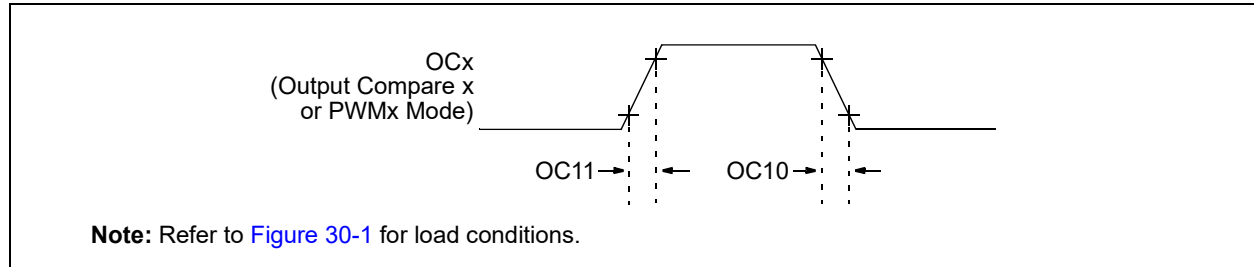 OCx
(Output Compare x
or PWMx Mode)
OC11
OC10
Note: Refer to Figure 30-1 for load conditions.